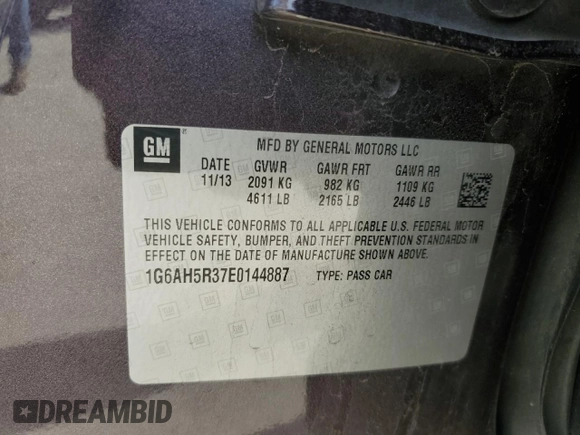 GM
MFD BY GENERAL MOTORS LLC
DATE GVWR GAWR FRT GAWR RR
11/13 2091 KG 982 KG 1109 KG
4611 LB 2165 LB 2446 LB
THIS VEHICLE CONFORMS TO ALL APPLICABLE U.S. FEDERAL MOTOR
VEHICLE SAFETY, BUMPER, AND THEFT PREVENTION STANDARDS IN
EFFECT ON THE DATE OF MANUFACTURE SHOWN ABOVE.
1G6AH5R37E0144887 TYPE: PASS CAR
DREAMBID